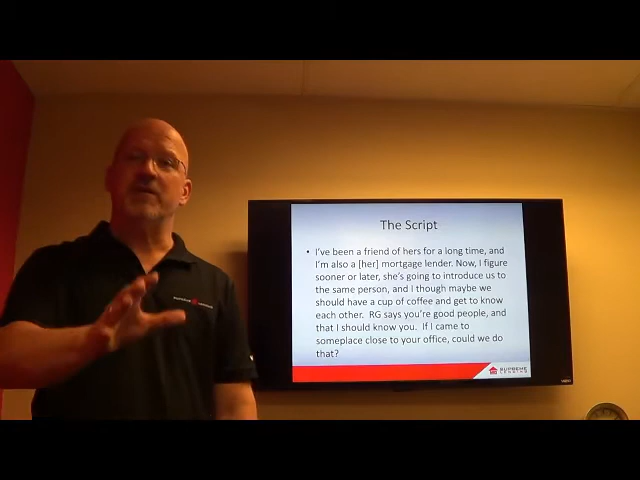 The Script
• I've been a friend of hers for a long time, and
I'm also a [her] mortgage lender. Now, I figure
sooner or later, she's going to introduce us to
the same person, and I though maybe we
should have a cup of coffee and get to know
each other. RG says you're good people, and
that I should know you. If I came to
someplace close to your office, could we do
that?
SUPREME
LENDING